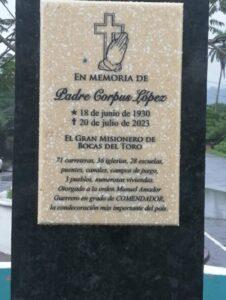 EN MEMORIA DE
Padre Corpus López
★ 18 de junio de 1930
✝ 20 de julio de 2023
EL GRAN MISIONERO DE
BOCAS DEL TORO
71 carreteras, 36 iglesias, 28 escuelas,
puentes, canales, campos de juego,
3 pueblos, numerosas viviendas.
Otorgado a la orden Manuel Amador
Guerrero en grado de COMENDADOR,
la condecoración más importante del país.